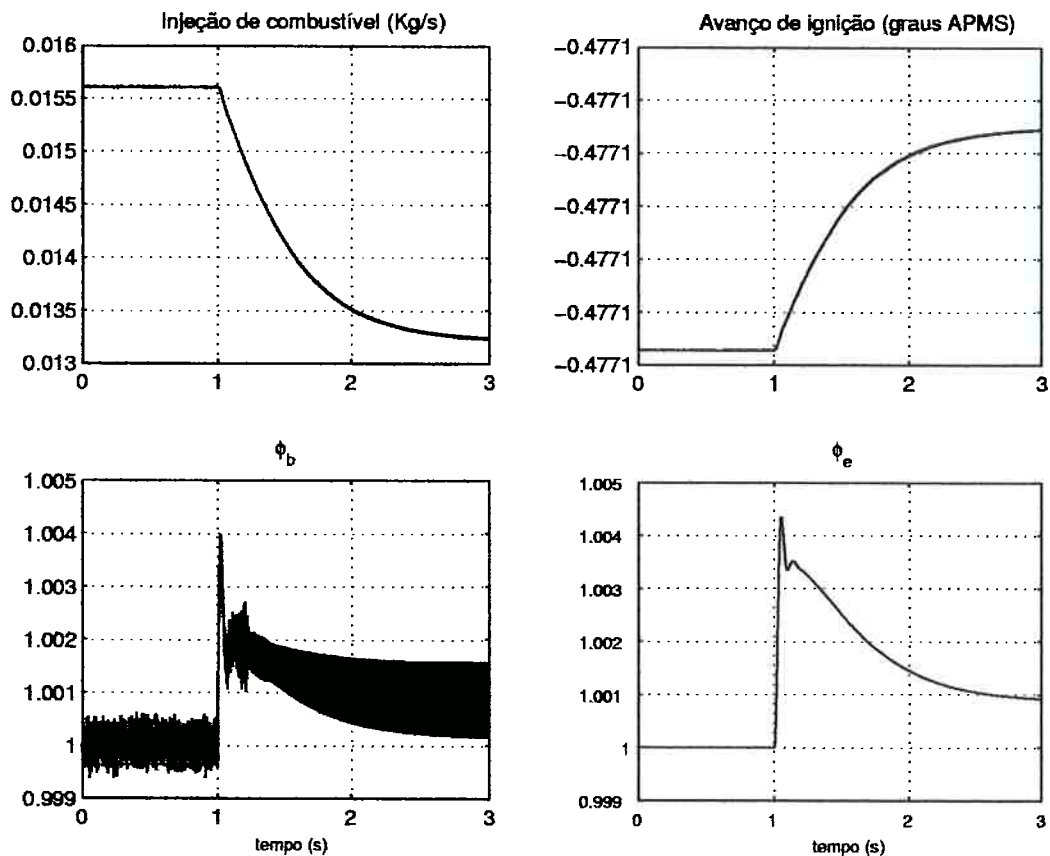 Injeção de combustível (Kg/s)
0.016
0.0155
0.015
0.0145
0.014
0.0135
0.013
0 1 2 3
Avanço de ignição (graus APMS)
−0.4771
−0.4771
−0.4771
−0.4771
−0.4771
−0.4771
−0.4771
0 1 2 3
ϕb
1.005
1.004
1.003
1.002
1.001
1
0.999
0 1 2 3
tempo (s)
ϕe
1.005
1.004
1.003
1.002
1.001
1
0.999
0 1 2 3
tempo (s)